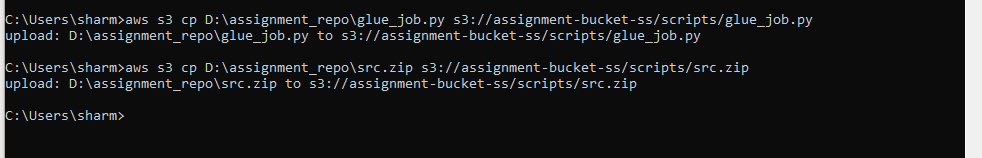 C:\Users\sharm>aws s3 cp D:\assignment_repo\glue_job.py s3://assignment-bucket-ss/scripts/glue_job.py
upload: D:\assignment_repo\glue_job.py to s3://assignment-bucket-ss/scripts/glue_job.py
C:\Users\sharm>aws s3 cp D:\assignment_repo\src.zip s3://assignment-bucket-ss/scripts/src.zip
upload: D:\assignment_repo\src.zip to s3://assignment-bucket-ss/scripts/src.zip
C:\Users\sharm>